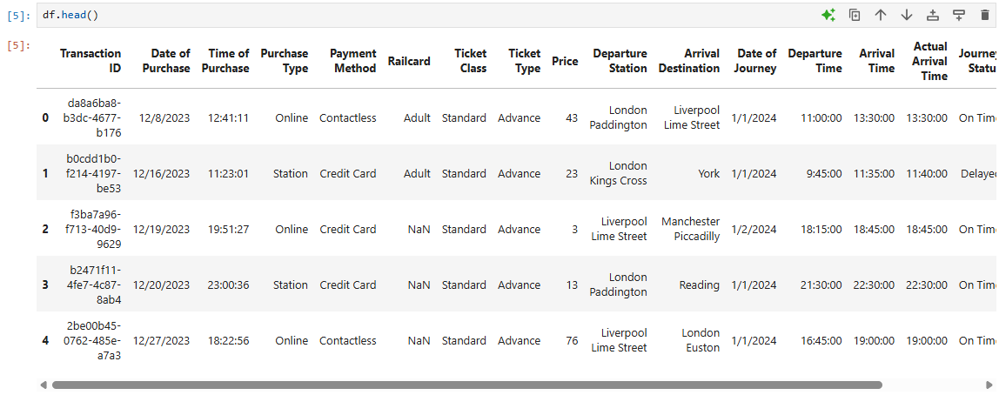 [5]: df.head()
[5]:
Transaction ID Date of Purchase Time of Purchase Purchase Type Payment Method Railcard Ticket Class Ticket Type Price Departure Station Arrival Destination Date of Journey Departure Time Arrival Time Actual Arrival Time Journey Statu
0 da8a6ba8-b3dc-4677-b176 12/8/2023 12:41:11 Online Contactless Adult Standard Advance 43 London Paddington Liverpool Lime Street 1/1/2024 11:00:00 13:30:00 13:30:00 On Tim
1 b0cdd1b0-f214-4197-be53 12/16/2023 11:23:01 Station Credit Card Adult Standard Advance 23 London Kings Cross York 1/1/2024 9:45:00 11:35:00 11:40:00 Delayed
2 f3ba7a96-f713-40d9-9629 12/19/2023 19:51:27 Online Credit Card NaN Standard Advance 3 Liverpool Lime Street Manchester Piccadilly 1/2/2024 18:15:00 18:45:00 18:45:00 On Tim
3 b2471f11-4fe7-4c87-8ab4 12/20/2023 23:00:36 Station Credit Card NaN Standard Advance 13 London Paddington Reading 1/1/2024 21:30:00 22:30:00 22:30:00 On Tim
4 2be00b45-0762-485e-a7a3 12/27/2023 18:22:56 Online Contactless NaN Standard Advance 76 Liverpool Lime Street London Euston 1/1/2024 16:45:00 19:00:00 19:00:00 On Tim